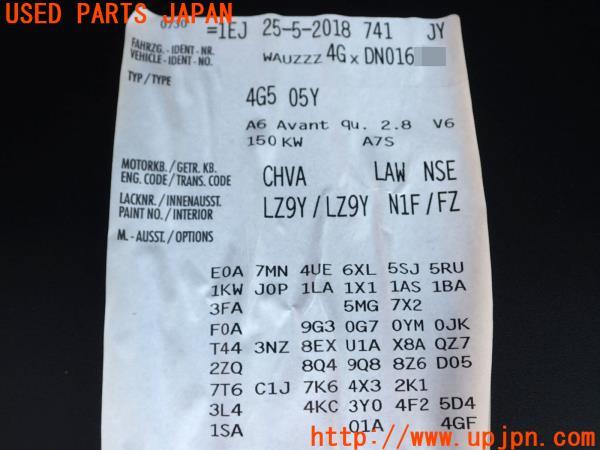 USED PARTS JAPAN
0730 =1EJ 25-5-2018 741 JY
FAHRZG.-IDENT-NR.
VEHICLE-IDENT-NO. WAUZZZ 4G x DN016
TYP/TYPE
4G5 05Y
A6 Avant qu. 2.8 V6
150 KW A7S
MOTORKB./GETR. KB.
ENG. CODE/TRANS. CODE CHVA LAW NSE
LACKNR./INNENAUSST.
PAINT NO./INTERIOR LZ9Y/LZ9Y N1F/FZ
M.-AUSST./OPTIONS
E0A 7MN 4UE 6XL 5SJ 5RU
1KW J0P 1LA 1X1 1AS 1BA
3FA 5MG 7X2
F0A 9G3 0G7 0YM 0JK
T44 3NZ 8EX U1A X8A QZ7
2ZQ 8Q4 9Q8 8Z6 D05
7T6 C1J 7K6 4X3 2K1
3L4 4KC 3Y0 4F2 5D4
1SA 01A 4GF
http://www.upjpn.com